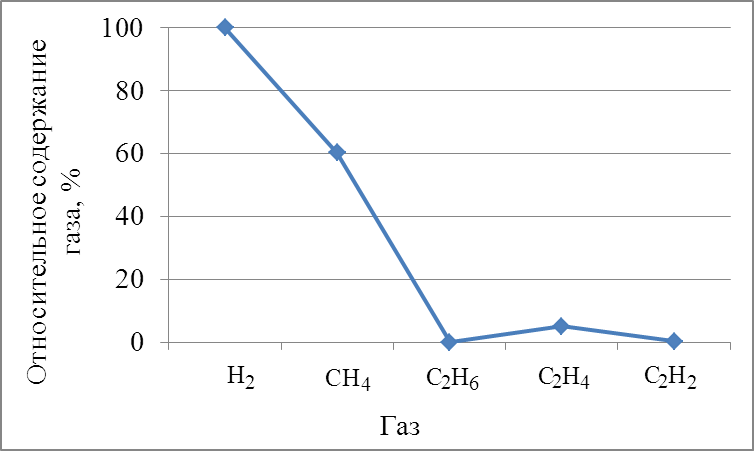 Относительное содержание
газа, %
100
80
60
40
20
0
H2
CH4
C2H6
C2H4
C2H2
Газ